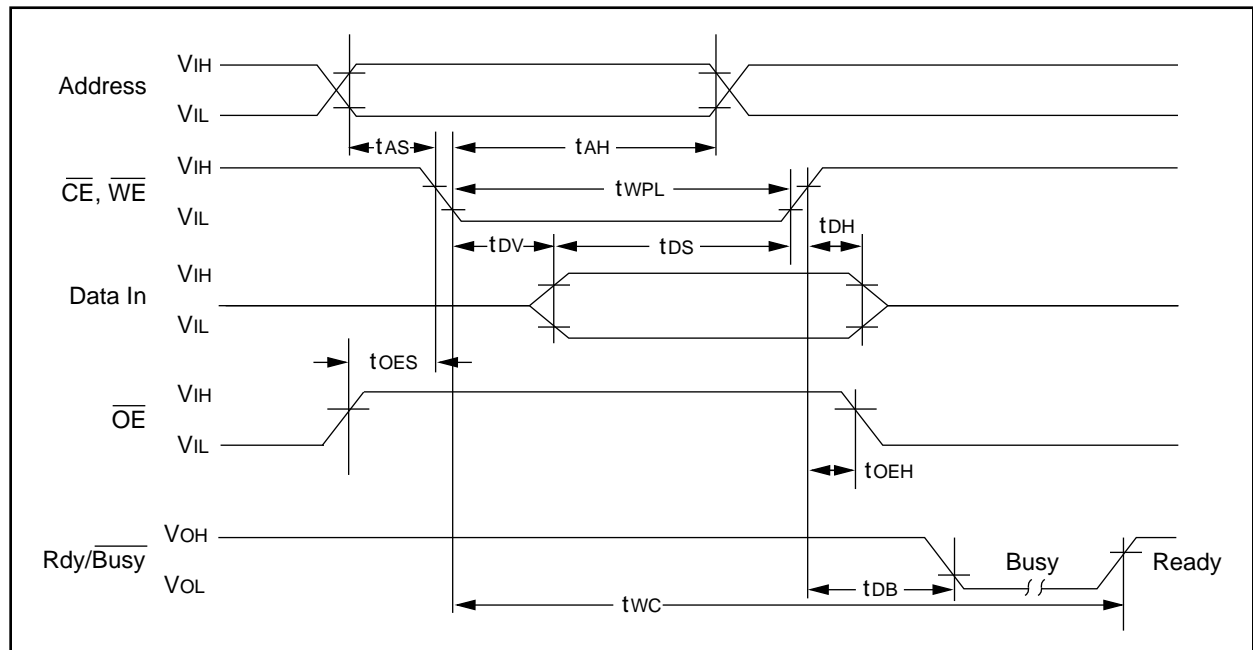 Address
VIH
VIL
tAS
tAH
CE, WE
VIH
VIL
tWPL
tDV
tDS
tDH
Data In
VIH
VIL
tOES
OE
VIH
VIL
tOEH
Rdy/Busy
VOH
VOL
Busy
Ready
tDB
tWC